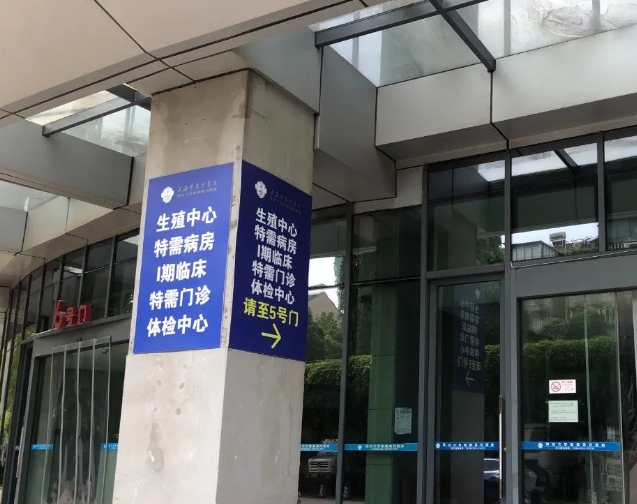 生殖中心
特需病房
I期临床
特需门诊
体检中心
生殖中心
特需病房
I期临床
特需门诊
体检中心
请至5号门
6号门